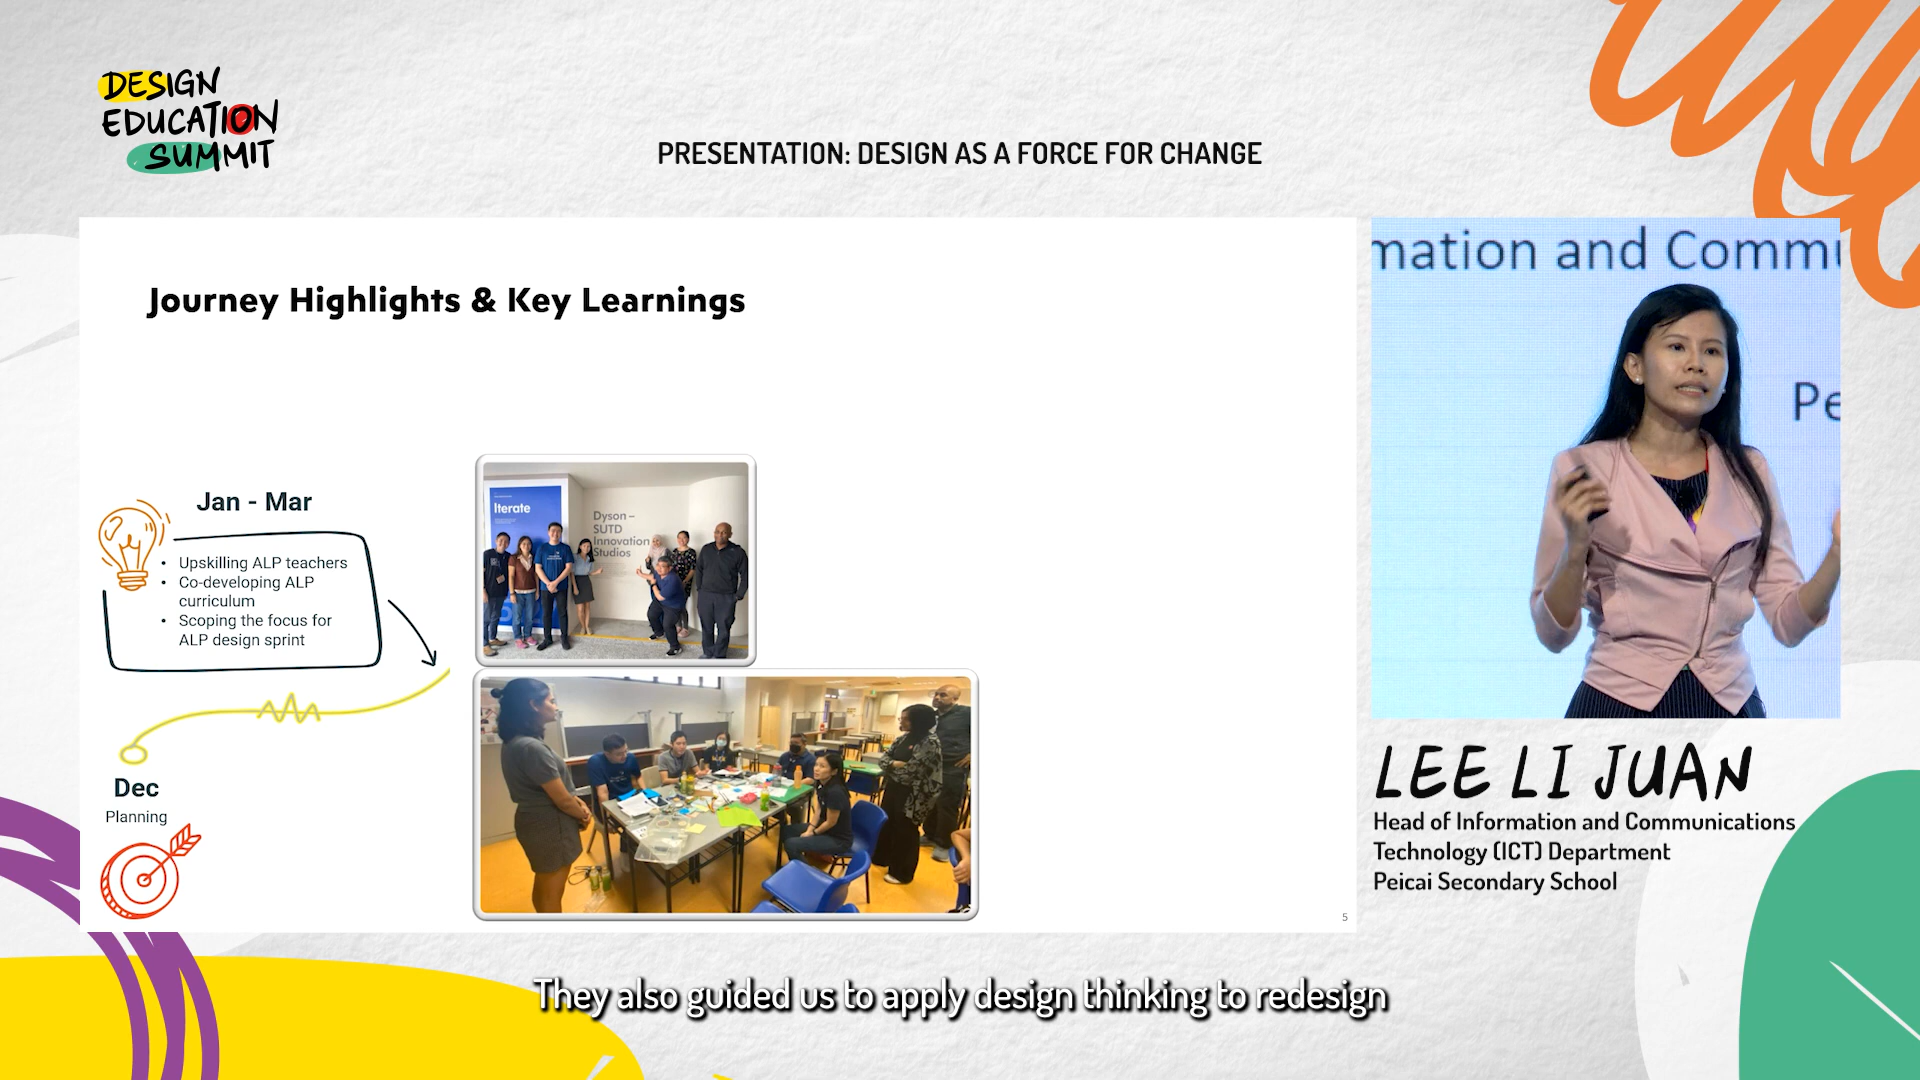 DESIGN
EDUCATION
SUMMIT
PRESENTATION: DESIGN AS A FORCE FOR CHANGE
Journey Highlights & Key Learnings
Jan - Mar
• Upskilling ALP teachers
• Co-developing ALP
curriculum
• Scoping the focus for
ALP design sprint
Dec
Planning
Iterate
Dyson –
SUTD
Innovation
Studios
5
mation and Commu
Pe
LEE LI JUAN
Head of Information and Communications
Technology (ICT) Department
Peicai Secondary School
They also guided us to apply design thinking to redesign